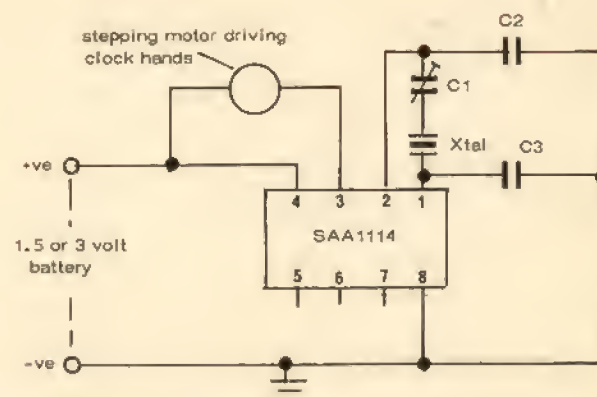 stepping motor driving
clock hands
C2
C1
Xtal
C3
+ve
4 3 2 1
SAA1114
1.5 or 3 volt
battery
5 6 7 8
-ve